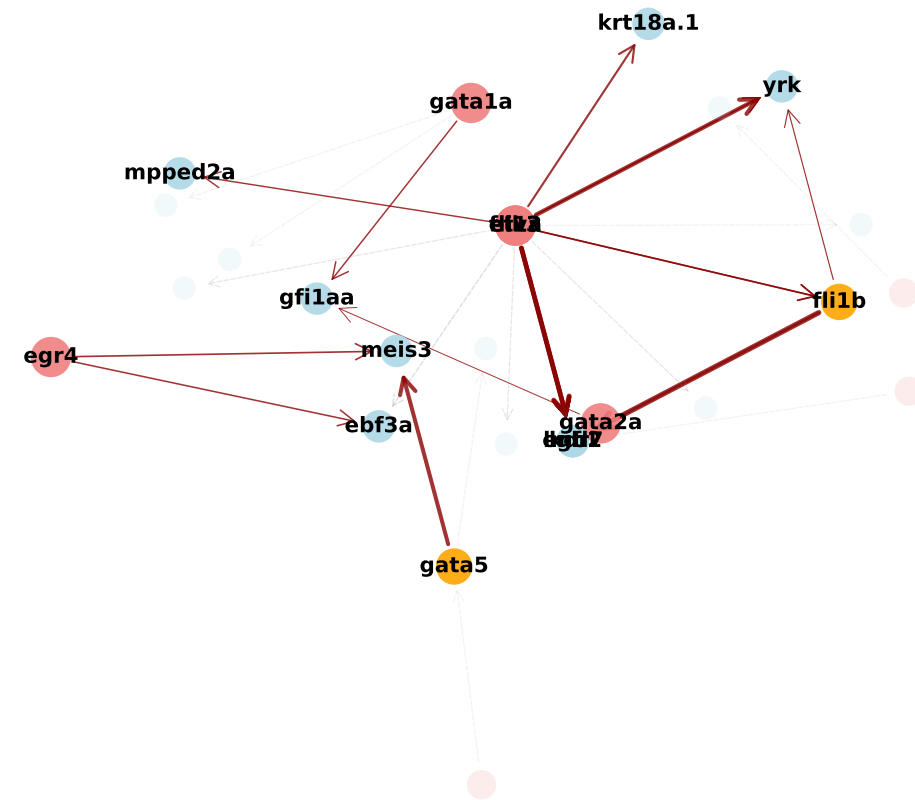 krt18a.1
yrk
gata1a
mpped2a
gfi1aa
fli1b
meis3
egr4
gata2a
ebf3a
gata5